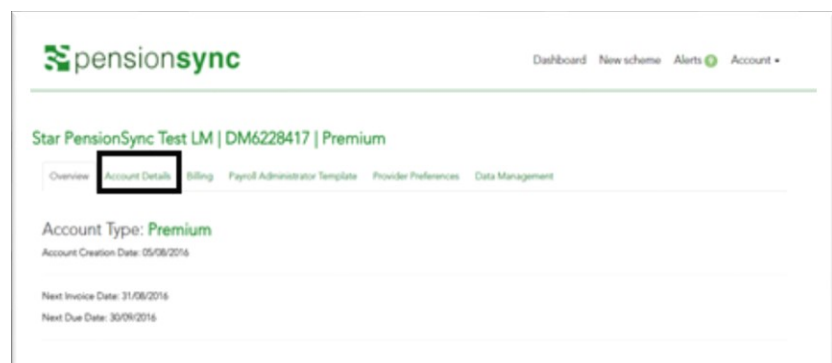 pensionsync
Dashboard New scheme Alerts Account
Star PensionSync Test LM | DM6228417 | Premium
Overview Account Details Billing Payroll Administrator Template Provider Preferences Data Management
Account Type: Premium
Account Creation Date: 05/08/2016
Next Invoice Date: 31/08/2016
Next Due Date: 30/09/2016